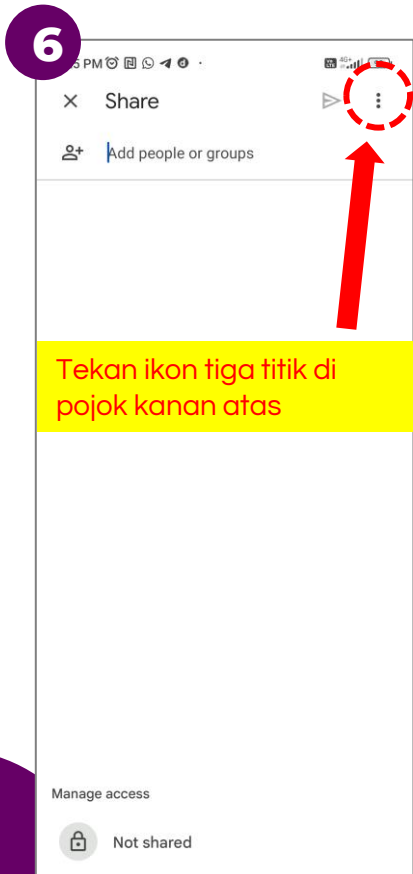 6
5 PM
4G+
Share
Add people or groups
Tekan ikon tiga titik di
pojok kanan atas
Manage access
Not shared